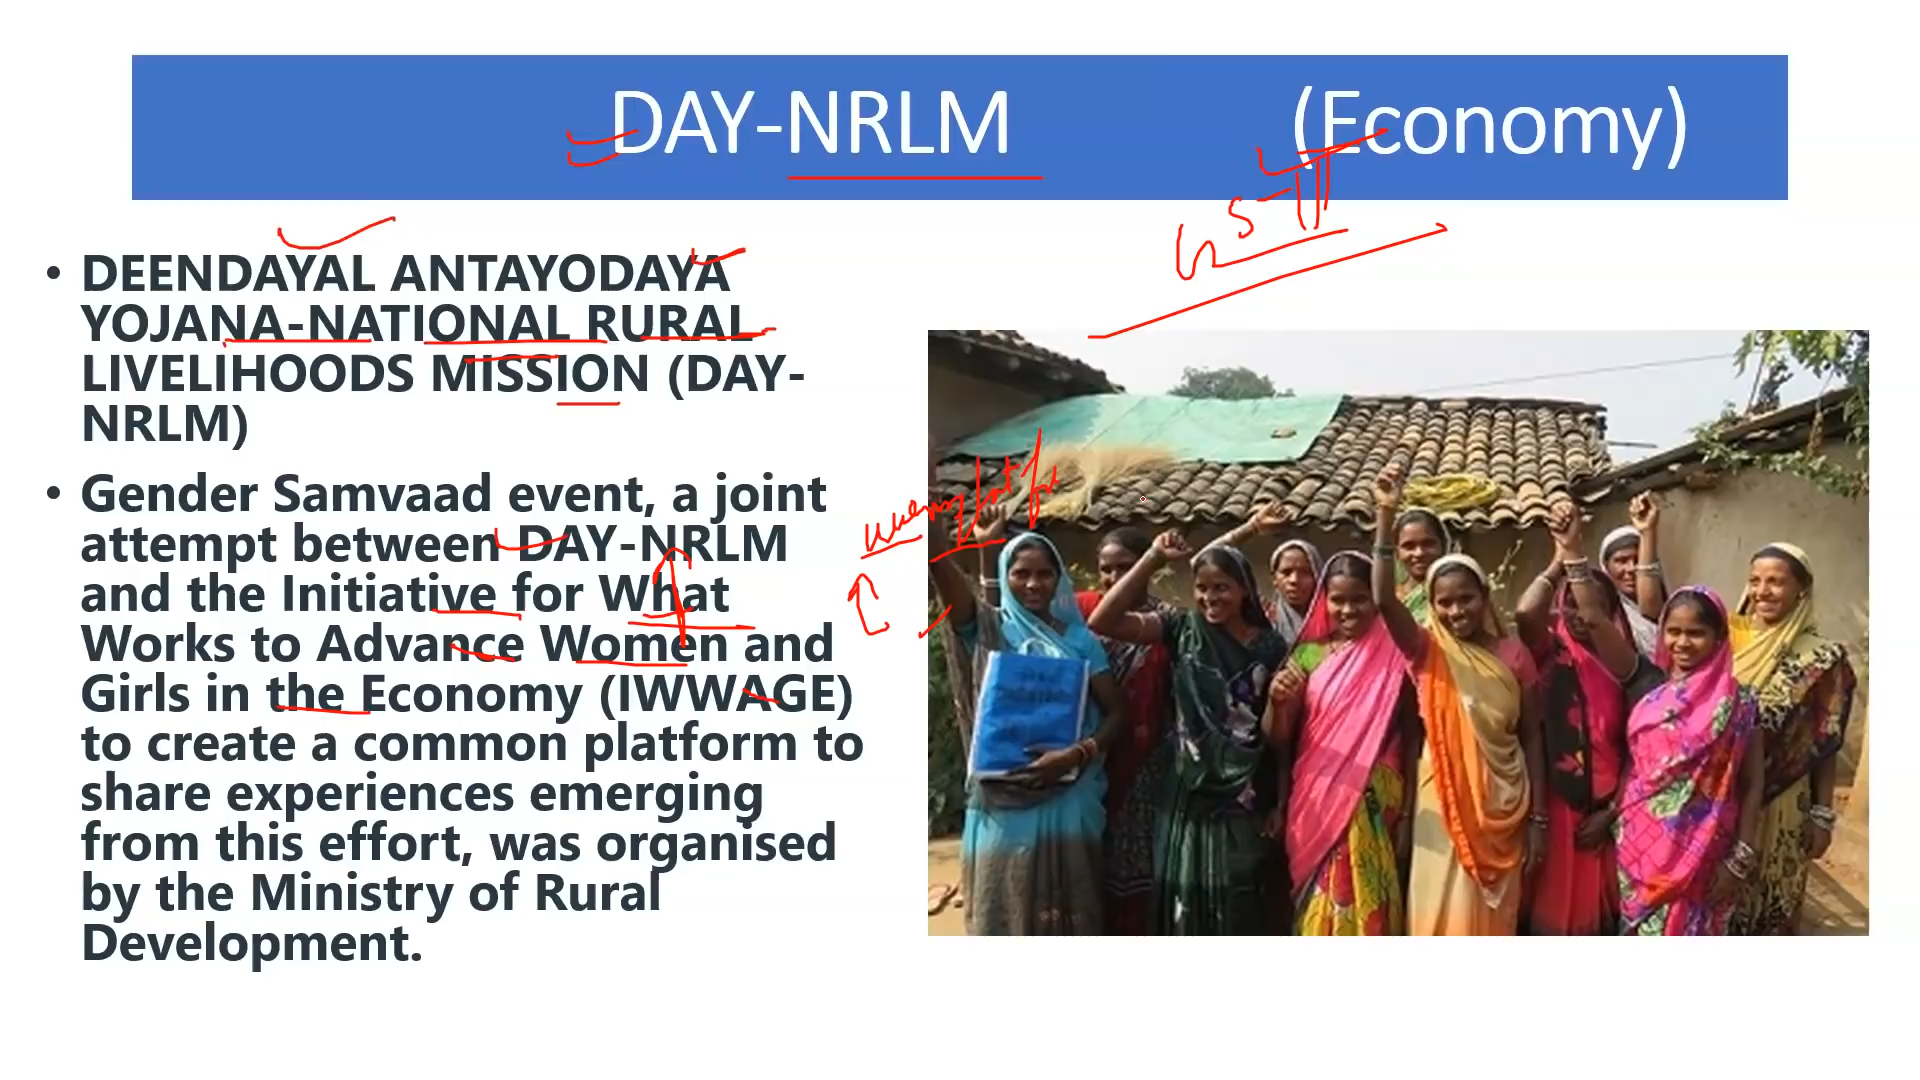 DAY-NRLM (Economy)
• DEENDAYAL ANTAYODAYA
YOJANA-NATIONAL RURAL
LIVELIHOODS MISSION (DAY-
NRLM)
• Gender Samvaad event, a joint
attempt between DAY-NRLM
and the Initiative for What
Works to Advance Women and
Girls in the Economy (IWWAGE)
to create a common platform to
share experiences emerging
from this effort, was organised
by the Ministry of Rural
Development.